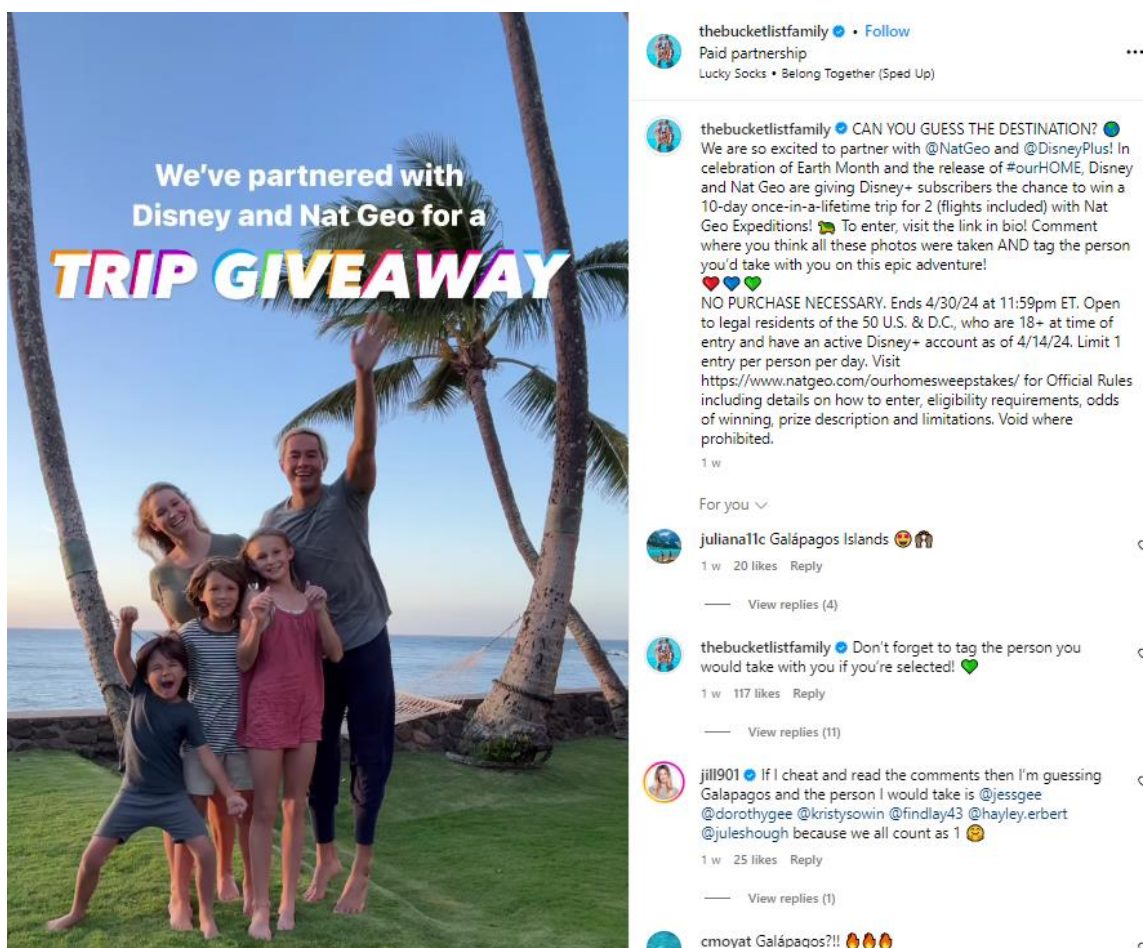 We've partnered with
Disney and Nat Geo for a
TRIP GIVEAWAY
thebucketlistfamily • Follow
Paid partnership
Lucky Socks • Belong Together (Sped Up)
thebucketlistfamily CAN YOU GUESS THE DESTINATION? 🌎
We are so excited to partner with @NatGeo and @DisneyPlus! In
celebration of Earth Month and the release of #ourHOME, Disney
and Nat Geo are giving Disney+ subscribers the chance to win a
10-day once-in-a-lifetime trip for 2 (flights included) with Nat
Geo Expeditions! 🐢 To enter, visit the link in bio! Comment
where you think all these photos were taken AND tag the person
you'd take with you on this epic adventure!
❤️💙💚
NO PURCHASE NECESSARY. Ends 4/30/24 at 11:59pm ET. Open
to legal residents of the 50 U.S. & D.C., who are 18+ at time of
entry and have an active Disney+ account as of 4/14/24. Limit 1
entry per person per day. Visit
https://www.natgeo.com/ourhomesweepstakes/ for Official Rules
including details on how to enter, eligibility requirements, odds
of winning, prize description and limitations. Void where
prohibited.
1 w
For you
juliana11c Galápagos Islands 😍🙌
1 w 20 likes Reply
View replies (4)
thebucketlistfamily Don't forget to tag the person you
would take with you if you're selected! 💚
1 w 117 likes Reply
View replies (11)
jill901 If I cheat and read the comments then I'm guessing
Galapagos and the person I would take is @jessgee
@dorothygee @kristysowin @findlay43 @hayley.erbert
@juleshough because we all count as 1 🤗
1 w 25 likes Reply
View replies (1)
cmoyat Galápagos?!! 🔥🔥🔥